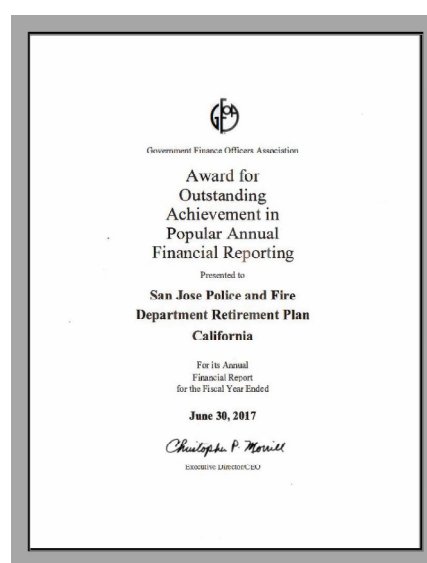 GFOA
Government Finance Officers Association
Award for
Outstanding
Achievement in
Popular Annual
Financial Reporting
Presented to
San Jose Police and Fire
Department Retirement Plan
California
For its Annual
Financial Report
for the Fiscal Year Ended
June 30, 2017
Christopher P. Morrill
Executive Director/CEO